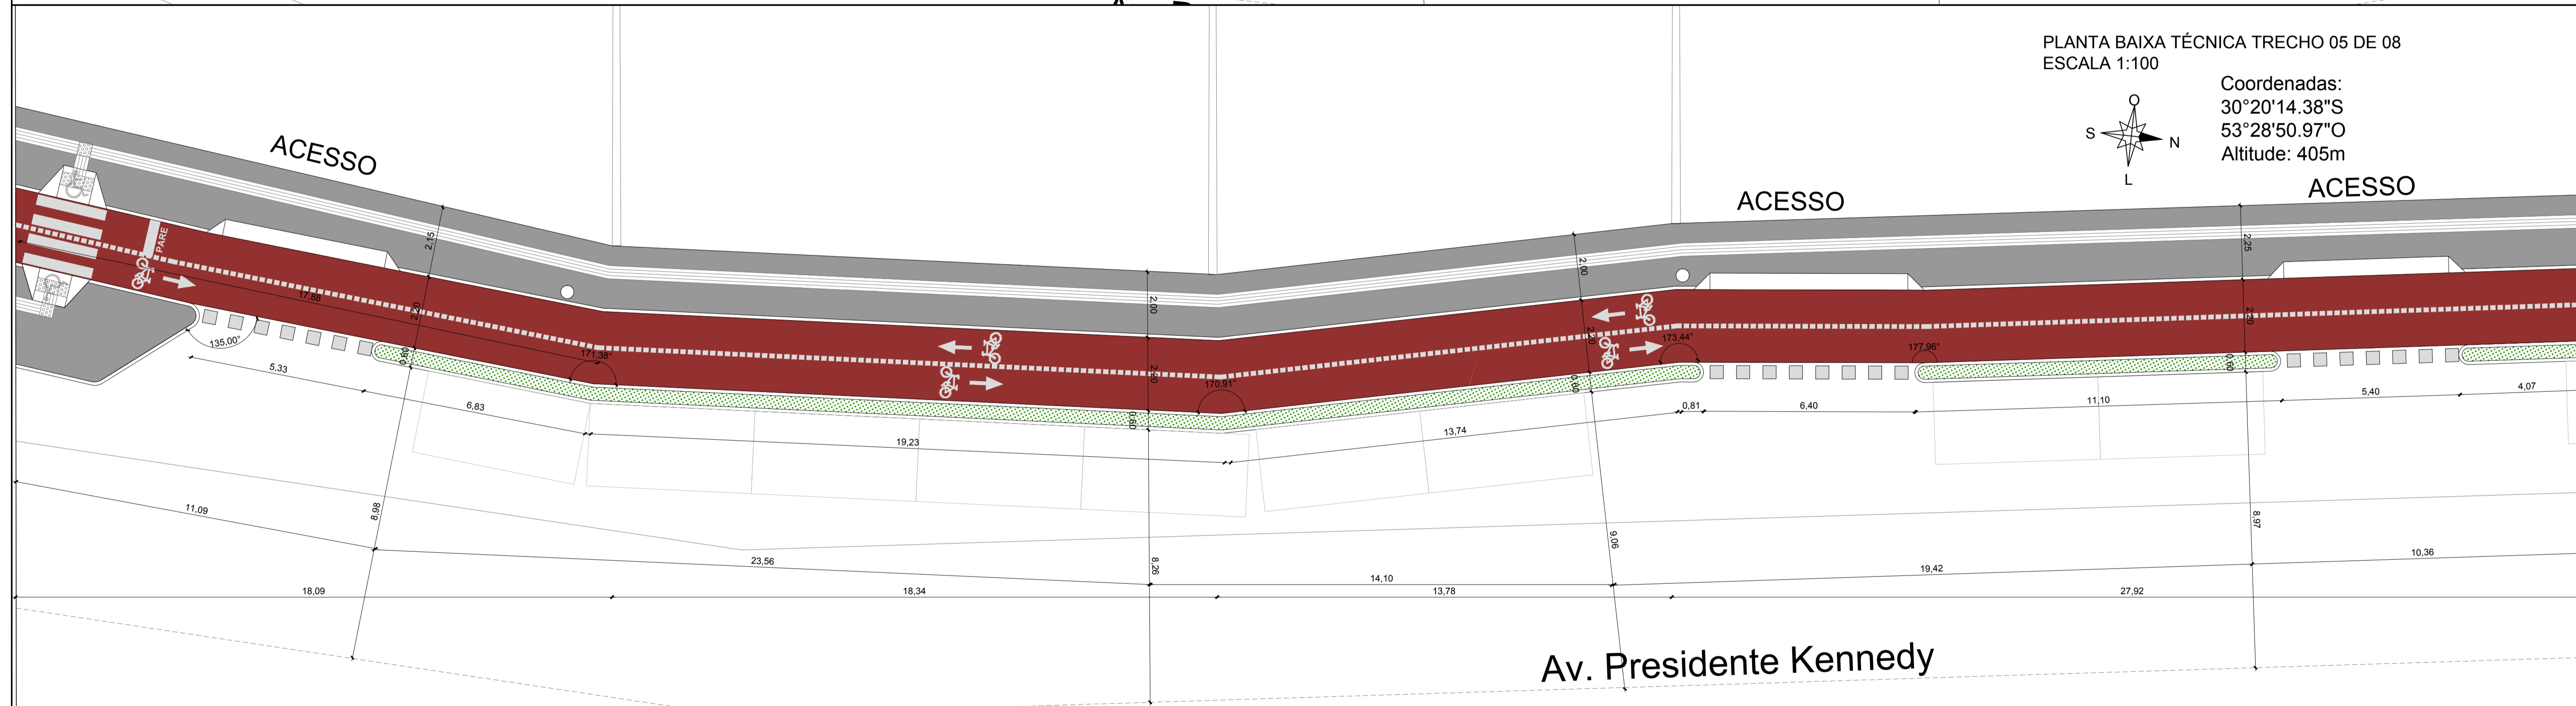 PLANTA BAIXA TÉCNICA TRECHO 05 DE 08
ESCALA 1:100
Coordenadas:
30°20'14.38"S
53°28'50.97"O
Altitude: 405m
O
S
N
L
ACESSO
ACESSO
ACESSO
PARE
2,15
2,00
2,00
2,25
17,88
2,20
2,20
2,20
2,20
135,00°
171,38°
170,91°
173,44°
177,96°
0,60
0,60
0,60
0,60
5,33
6,83
19,23
13,74
0,81
6,40
11,10
5,40
4,07
11,09
8,98
23,56
8,26
14,10
9,06
19,42
8,97
10,36
18,09
18,34
13,78
27,92
Av. Presidente Kennedy